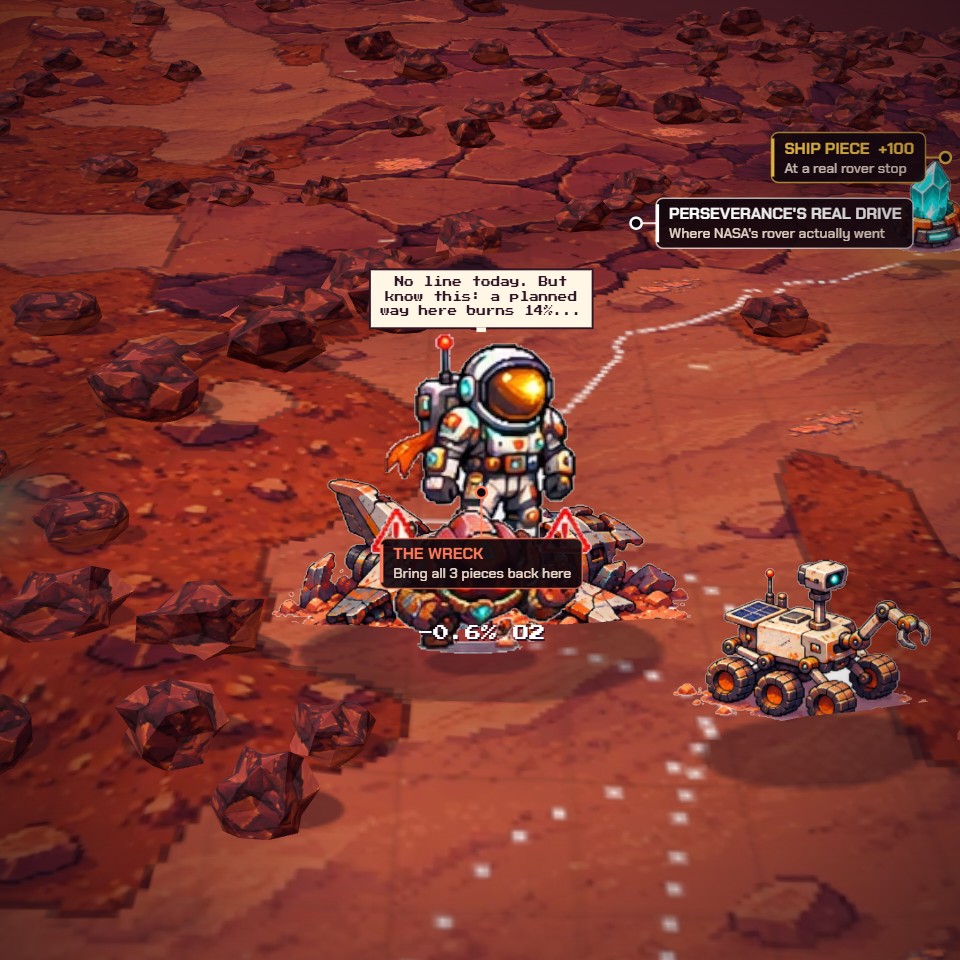 SHIP PIECE +100
At a real rover stop
PERSEVERANCE'S REAL DRIVE
Where NASA's rover actually went
No line today. But
know this: a planned
way here burns 14%...
THE WRECK
Bring all 3 pieces back here
-0.6% O2